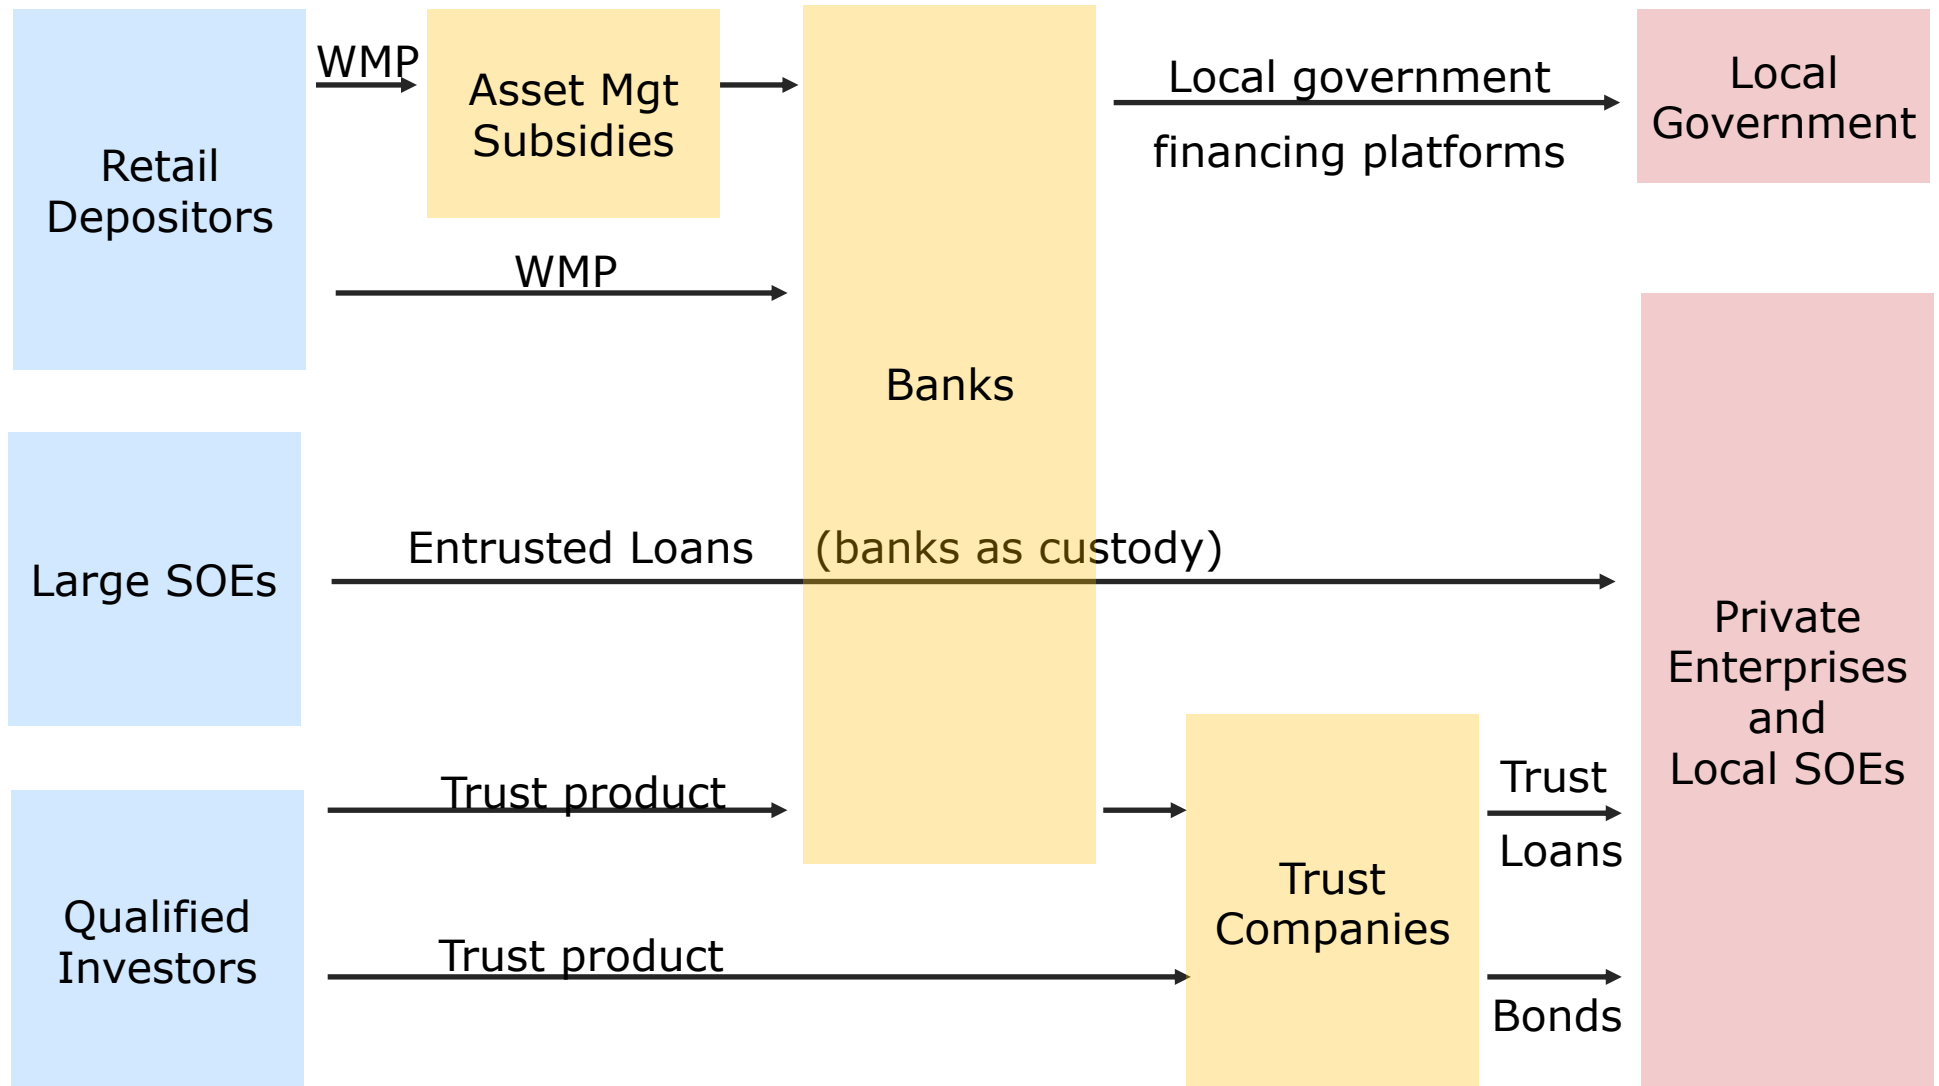 WMP
Asset Mgt
Subsidies
Local government
financing platforms
Local
Government
Retail
Depositors
WMP
Banks
Entrusted Loans (banks as custody)
Large SOEs
Private
Enterprises
and
Local SOEs
Trust product
Trust
Loans
Qualified
Investors
Trust product
Trust
Companies
Bonds